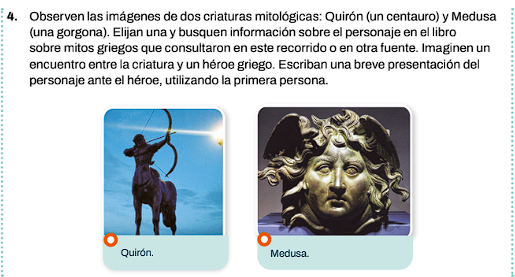 4. Observen las imágenes de dos criaturas mitológicas: Quirón (un centauro) y Medusa
(una gorgona). Elijan una y busquen información sobre el personaje en el libro
sobre mitos griegos que consultaron en este recorrido o en otra fuente. Imaginen un
encuentro entre la criatura y un héroe griego. Escriban una breve presentación del
personaje ante el héroe, utilizando la primera persona.
Quirón.
Medusa.